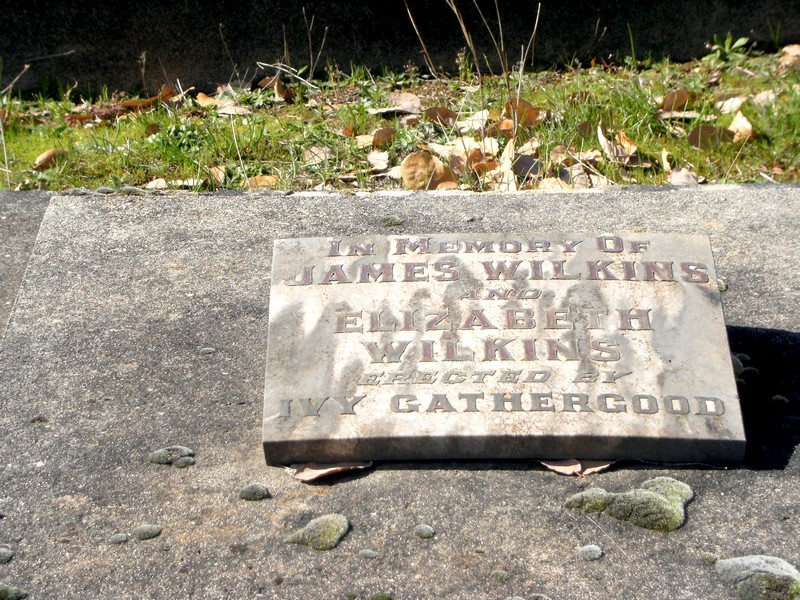 In Memory Of
JAMES WILKINS
AND
ELIZABETH
WILKINS
ERECTED BY
IVY GATHERGOOD